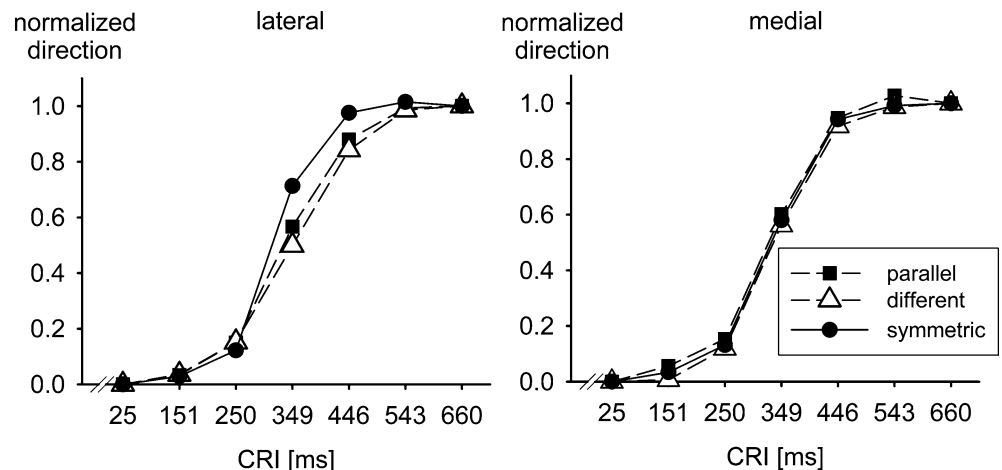 normalized
direction
lateral
1.0
0.8
0.6
0.4
0.2
0.0
25 151 250 349 446 543 660
CRI [ms]
normalized
direction
medial
1.0
0.8
0.6
0.4
0.2
0.0
parallel
different
symmetric
25 151 250 349 446 543 660
CRI [ms]